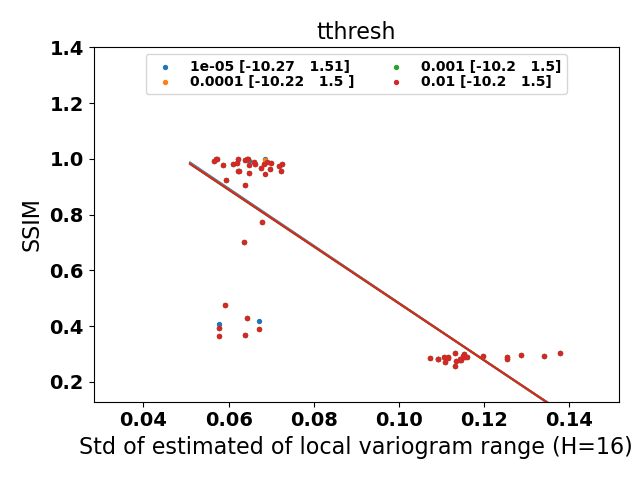 tthresh
1e-05 [-10.27   1.51]
0.0001 [-10.22   1.5 ]
0.001 [-10.2   1.5]
0.01 [-10.2   1.5]
SSIM
1.4
1.2
1.0
0.8
0.6
0.4
0.2
0.04 0.06 0.08 0.10 0.12 0.14
Std of estimated of local variogram range (H=16)